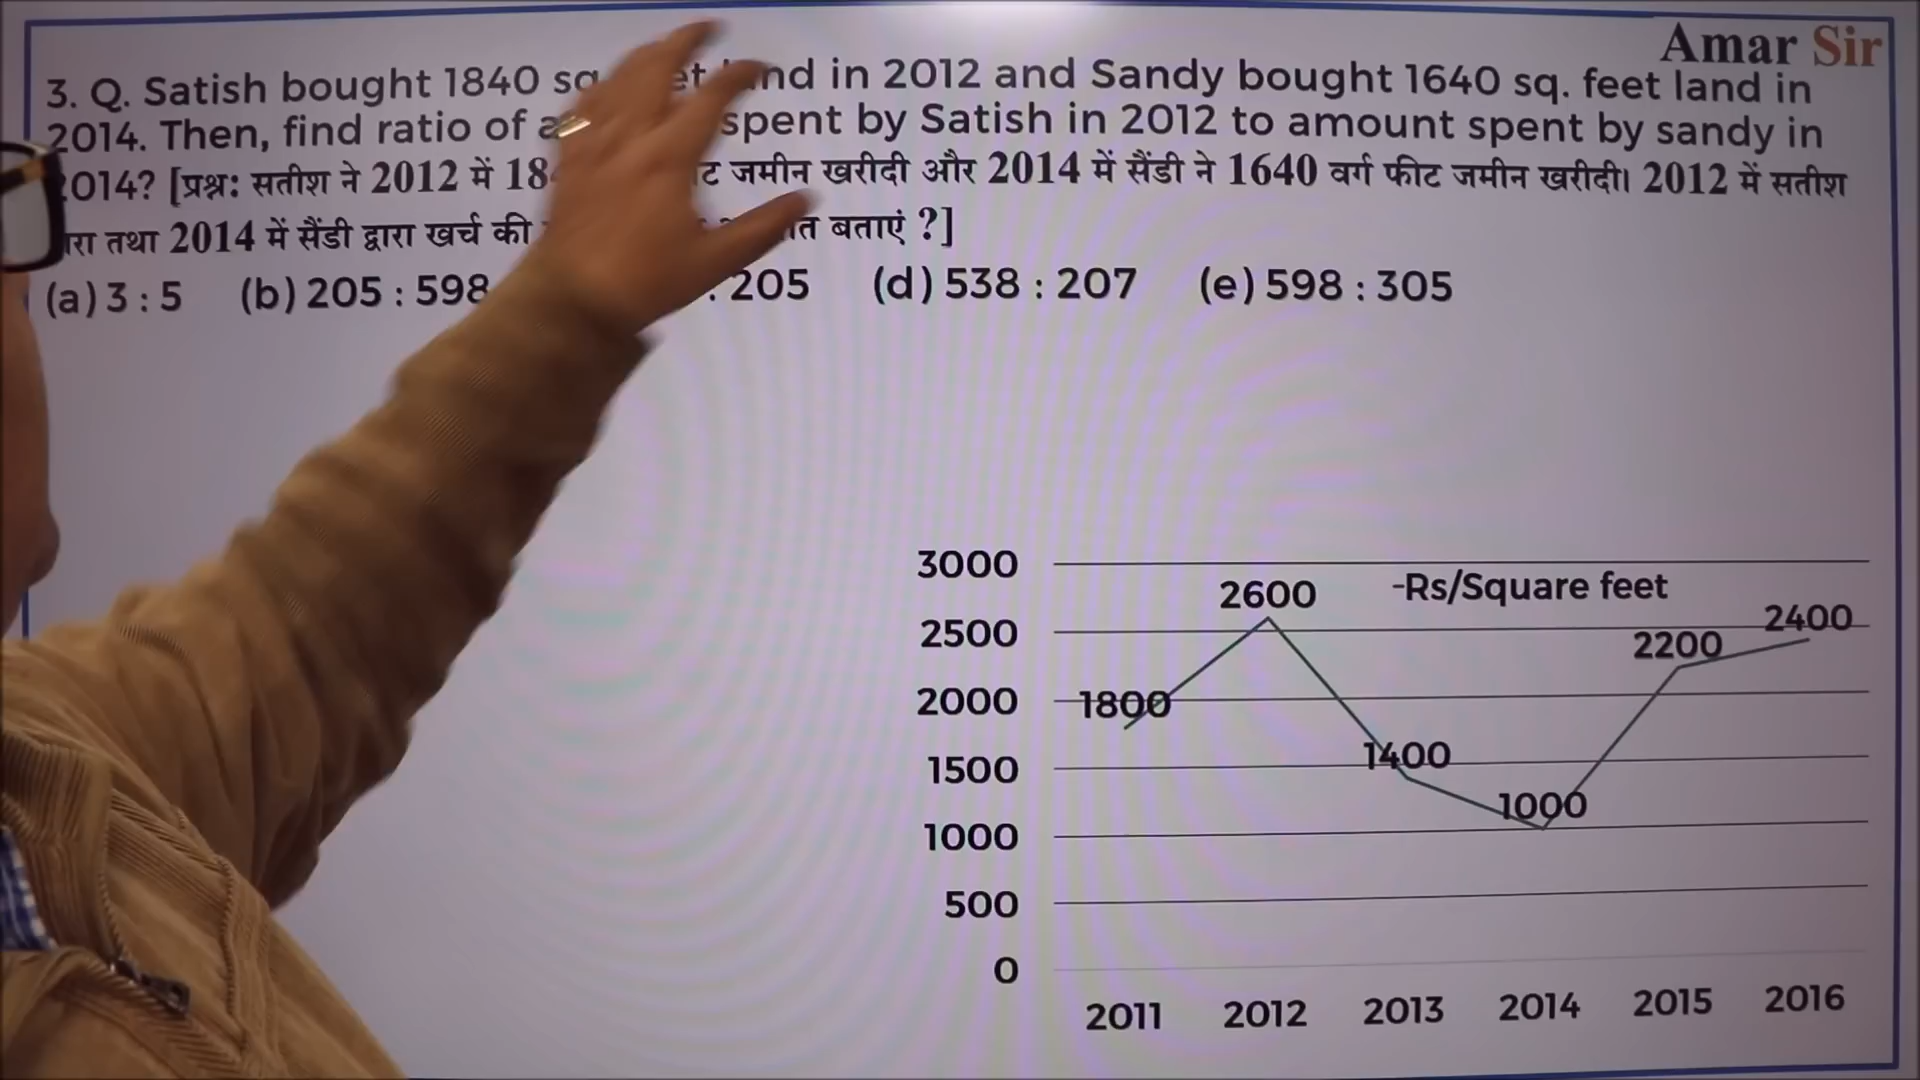 Amar Sir
3. Q. Satish bought 1840 sq. land in 2012 and Sandy bought 1640 sq. feet land in
2014. Then, find ratio of spent by Satish in 2012 to amount spent by sandy in
2014? [प्रश्न: सतीश ने 2012 में जमीन खरीदी और 2014 में सैंडी ने 1640 वर्ग फीट जमीन खरीदी। 2012 में सतीश
तथा 2014 में सैंडी द्वारा खर्च की बताएं ?]
(a) 3 : 5 (b) 205 : 598 : 205 (d) 538 : 207 (e) 598 : 305
3000
2600
-Rs/Square feet
2400
2500
2200
2000
1800
1400
1500
1000
1000
500
0
2011 2012 2013 2014 2015 2016